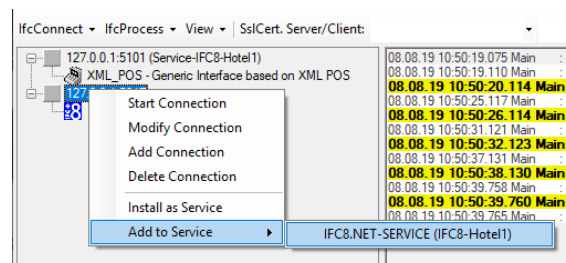 IfcConnect IfcProcess View SslCert. Server/Client:
127.0.0.1:5101 (Service-IFC8-Hotel1)
XML_POS - Generic Interface based on XML POS
127
Start Connection
Modify Connection
Add Connection
Delete Connection
Install as Service
Add to Service
IFC8.NET-SERVICE (IFC8-Hotel1)
08.08.19 10:50:19.075 Main :
08.08.19 10:50:19.110 Main :
08.08.19 10:50:20.114 Main
08.08.19 10:50:25.117 Main :
08.08.19 10:50:26.114 Main
08.08.19 10:50:31.121 Main :
08.08.19 10:50:32.123 Main
08.08.19 10:50:37.131 Main :
08.08.19 10:50:38.130 Main
08.08.19 10:50:39.758 Main :
08.08.19 10:50:39.760 Main
08.08.19 10:50:39.765 Main :